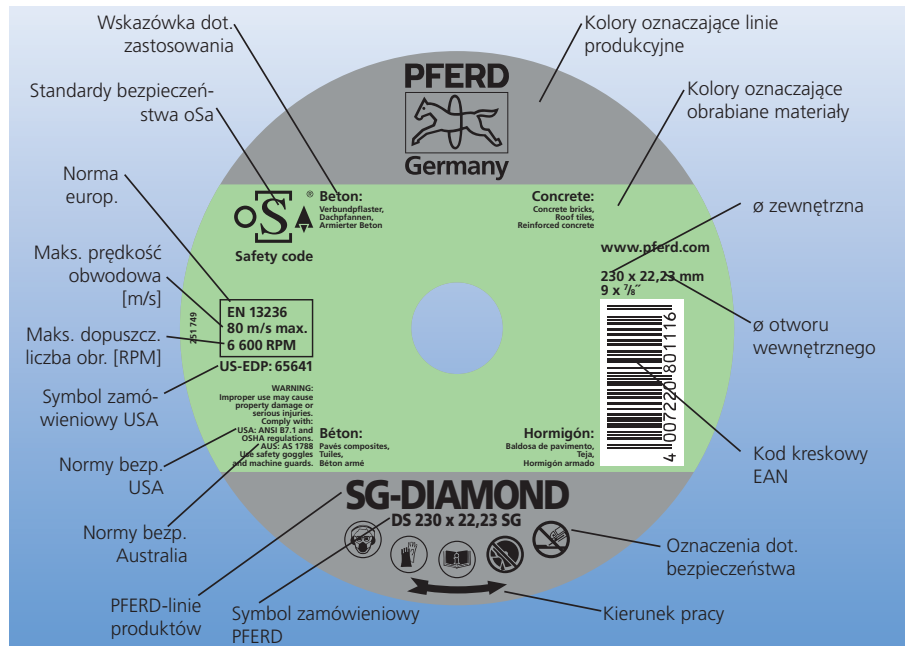 Wskazówka dot.
zastosowania
Kolory oznaczające linie
produkcyjne
Standardy bezpieczeń-
stwa oSa
Kolory oznaczające
obrabiane materiały
Norma
europ.
ø zewnętrzna
Maks. prędkość
obwodowa
[m/s]
Maks. dopuszcz.
liczba obr. [RPM]
ø otworu
wewnętrznego
Symbol zamó-
wieniowy USA
Normy bezp.
USA
Kod kreskowy
EAN
Normy bezp.
Australia
Oznaczenia dot.
bezpieczeństwa
PFERD-linie
produktów
Symbol zamówieniowy
PFERD
Kierunek pracy
PFERD
Germany
oSA®
Safety code
Beton:
Verbundpflaster,
Dachpfannen,
Armierter Beton
Concrete:
Concrete bricks,
Roof tiles,
Reinforced concrete
www.pferd.com
230 x 22,23 mm
9 x ⅞″
251 749
EN 13236
80 m/s max.
6 600 RPM
US-EDP: 65641
WARNING:
Improper use may cause
property damage or
serious injuries.
Comply with:
USA: ANSI B7.1 and
OSHA regulations.
AUS: AS 1788
Use safety goggles
and machine guards.
Béton:
Pavés composites,
Tuiles,
Béton armé
Hormigón:
Baldosa de pavimento,
Teja,
Hormigón armado
4 007220 801116
SG-DIAMOND
DS 230 x 22,23 SG